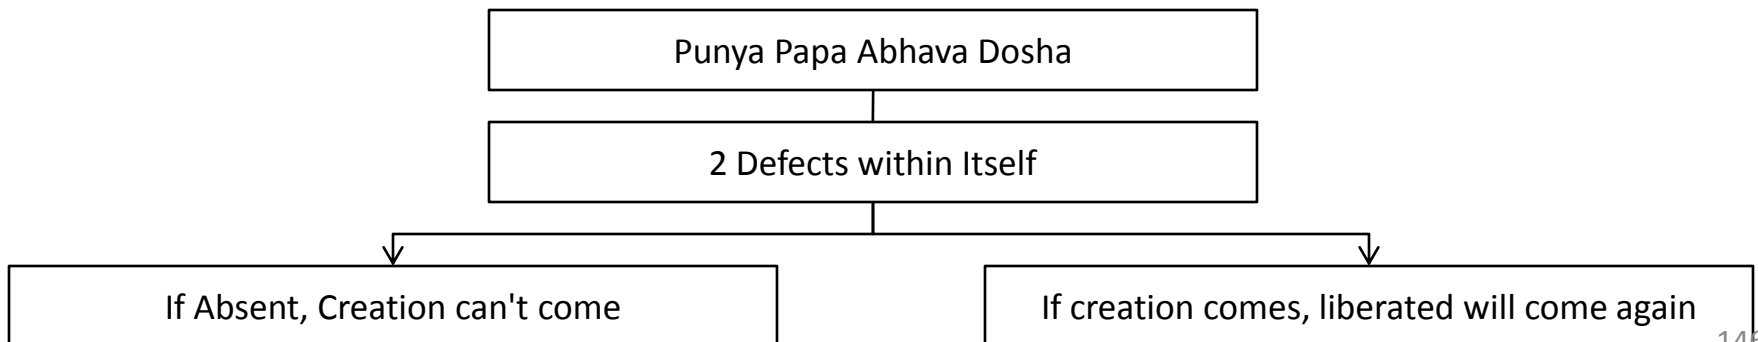 Punya Papa Abhava Dosha
2 Defects within Itself
If Absent, Creation can't come
If creation comes, liberated will come again